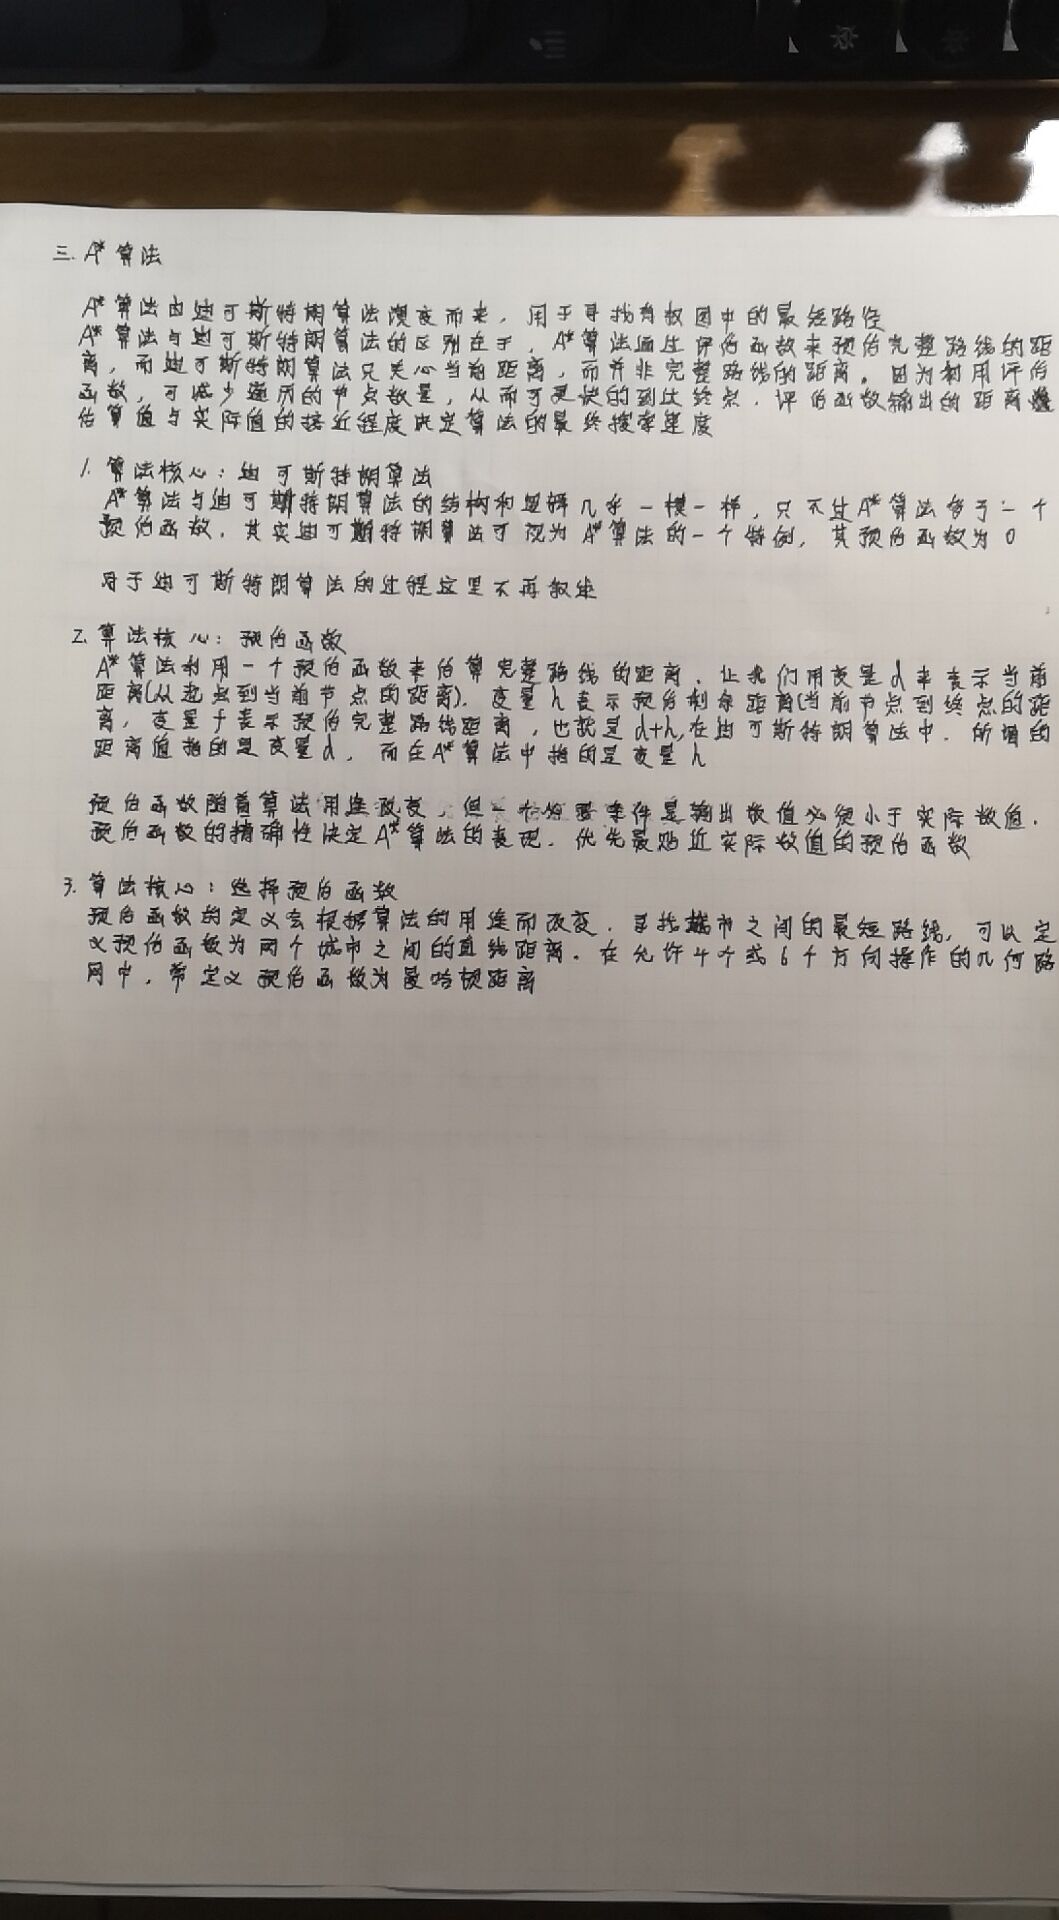 三. A*算法
A*算法由迪可斯特朗算法演变而来，用于寻找有权图中的最短路径
A*算法与迪可斯特朗算法的区别在于，A*算法通过评估函数来预估完整路线的距
离，而迪可斯特朗算法只关心当前距离，而并非完整路线的距离。因为利用评估
函数，可减少遍历的节点数量，从而可更快的到达终点，评估函数输出的距离
估算值与实际值的接近程度决定算法的最终搜索速度
1. 算法核心：迪可斯特朗算法
A*算法与迪可斯特朗算法的结构和逻辑几乎一模一样，只不过A*算法多了一个
预估函数，其实迪可斯特朗算法可视为A*算法的一个特例，其预估函数为0
对于迪可斯特朗算法的过程这里不再叙述
2. 算法核心：预估函数
A*算法利用一个预估函数来估算完整路线的距离，让我们用变量d来表示当前
距离(从起点到当前节点的距离)，变量h表示预估剩余距离(当前节点到终点的距
离，变量f表示预估完整路线距离，也就是d+h,在迪可斯特朗算法中，所谓的
距离值指的是变量d，而在A*算法中指的是变量h
预估函数随着算法用途改变，但一个必要条件是输出数值必须小于实际数值，
预估函数的精确性决定A*算法的表现，优先最贴近实际数值的预估函数
3. 算法核心：选择预估函数
预估函数的定义会根据算法的用途而改变，寻找城市之间的最短路线，可以定
义预估函数为两个城市之间的直线距离。在允许4个或6个方向操作的几何路
网中，常定义预估函数为曼哈顿距离